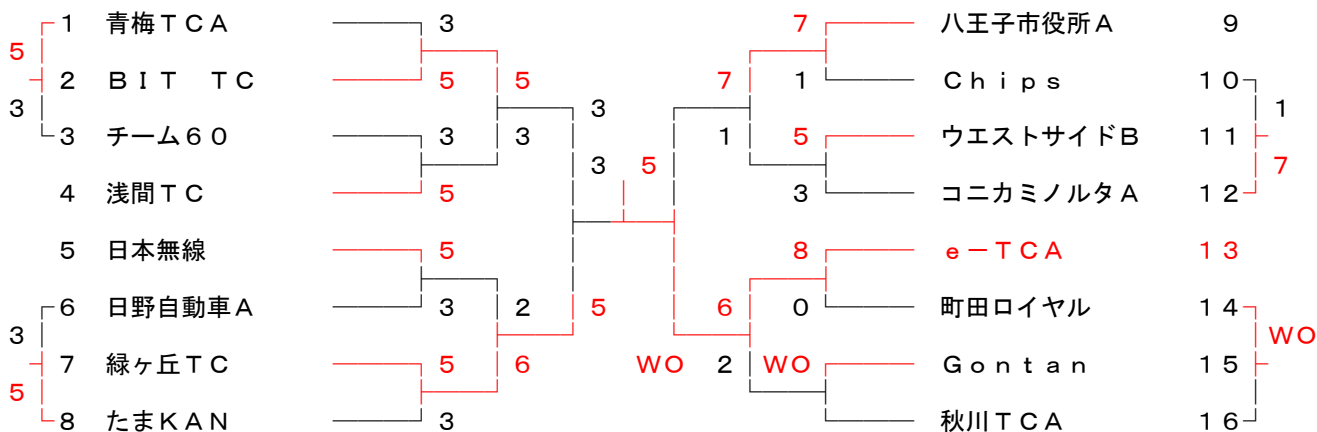 1 青梅TCA 3 7 八王子市役所A 9
5
2 BIT TC 5 5 7 1 Chips 10
3 3 1
3 チーム60 3 3 1 5 ウエストサイドB 11
3 5 7
4 浅間TC 5 3 コニカミノルタA 12
5 日本無線 5 8 e-TCA 13
6 日野自動車A 3 2 5 6 0 町田ロイヤル 14
3 WO
7 緑ヶ丘TC 5 6 WO 2 WO Gontan 15
5
8 たまKAN 3 秋川TCA 16